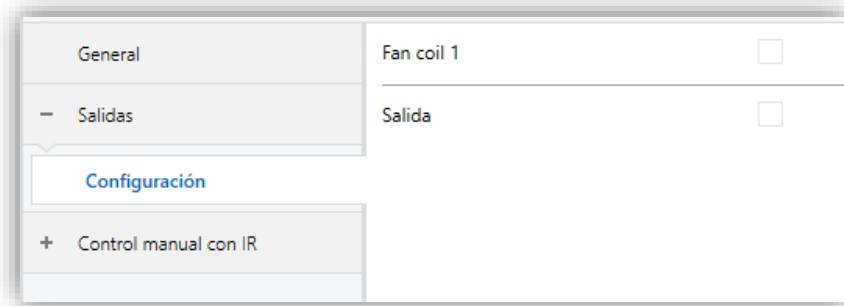 General
Salidas
Configuración
Control manual con IR
Fan coil 1
Salida